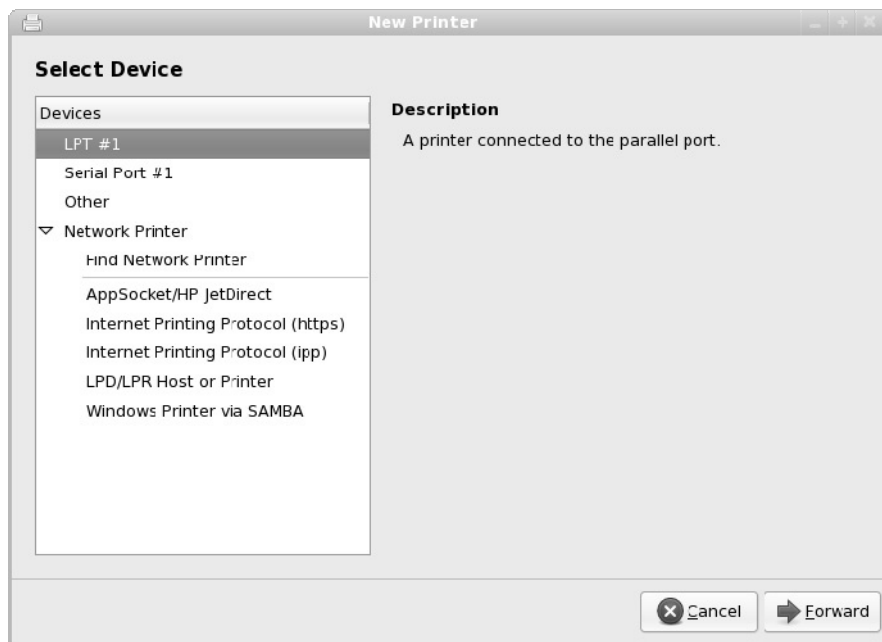 New Printer
Select Device
Devices
LPT #1
Serial Port #1
Other
Network Printer
Find Network Printer
AppSocket/HP JetDirect
Internet Printing Protocol (https)
Internet Printing Protocol (ipp)
LPD/LPR Host or Printer
Windows Printer via SAMBA
Description
A printer connected to the parallel port.
Cancel
Forward